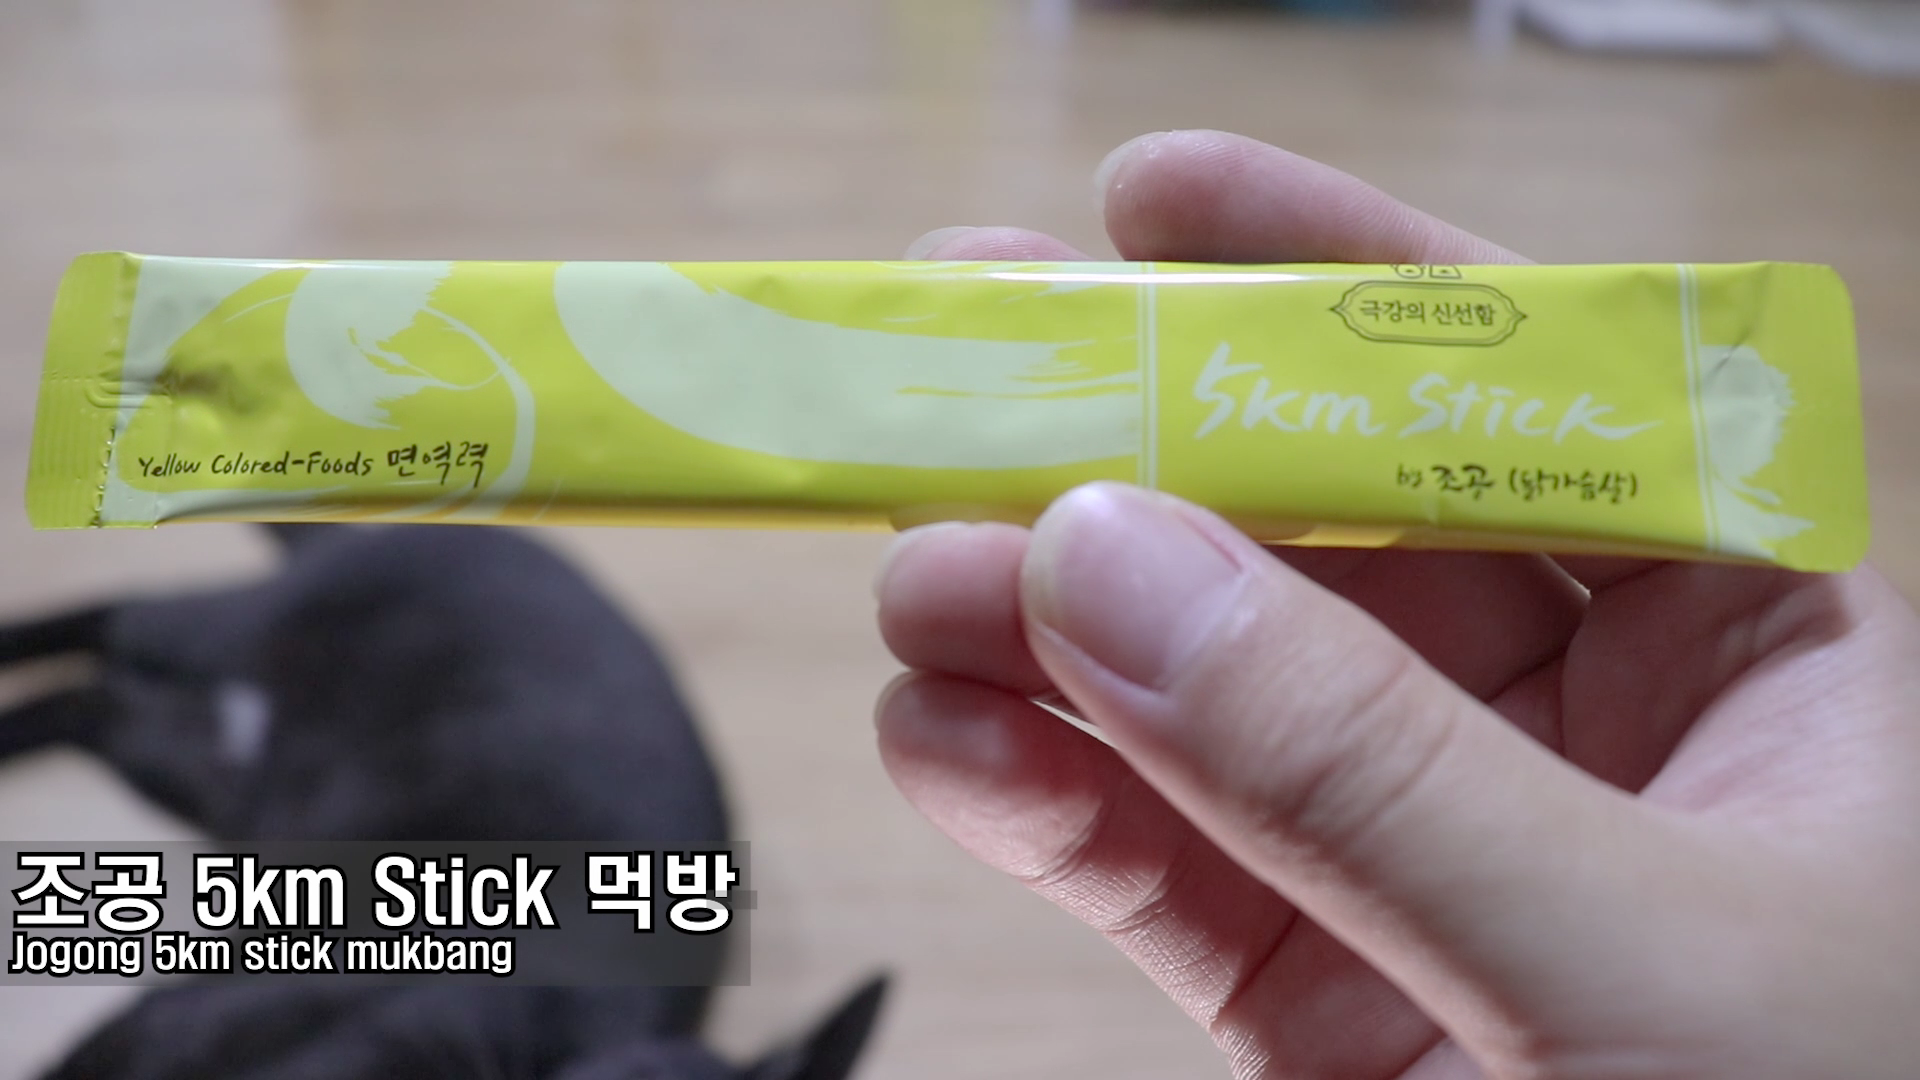 극강의 신선함
5km Stick
by 조공 (닭가슴살)
Yellow Colored-Foods 면역력
조공 5km Stick 먹방
Jogong 5km stick mukbang